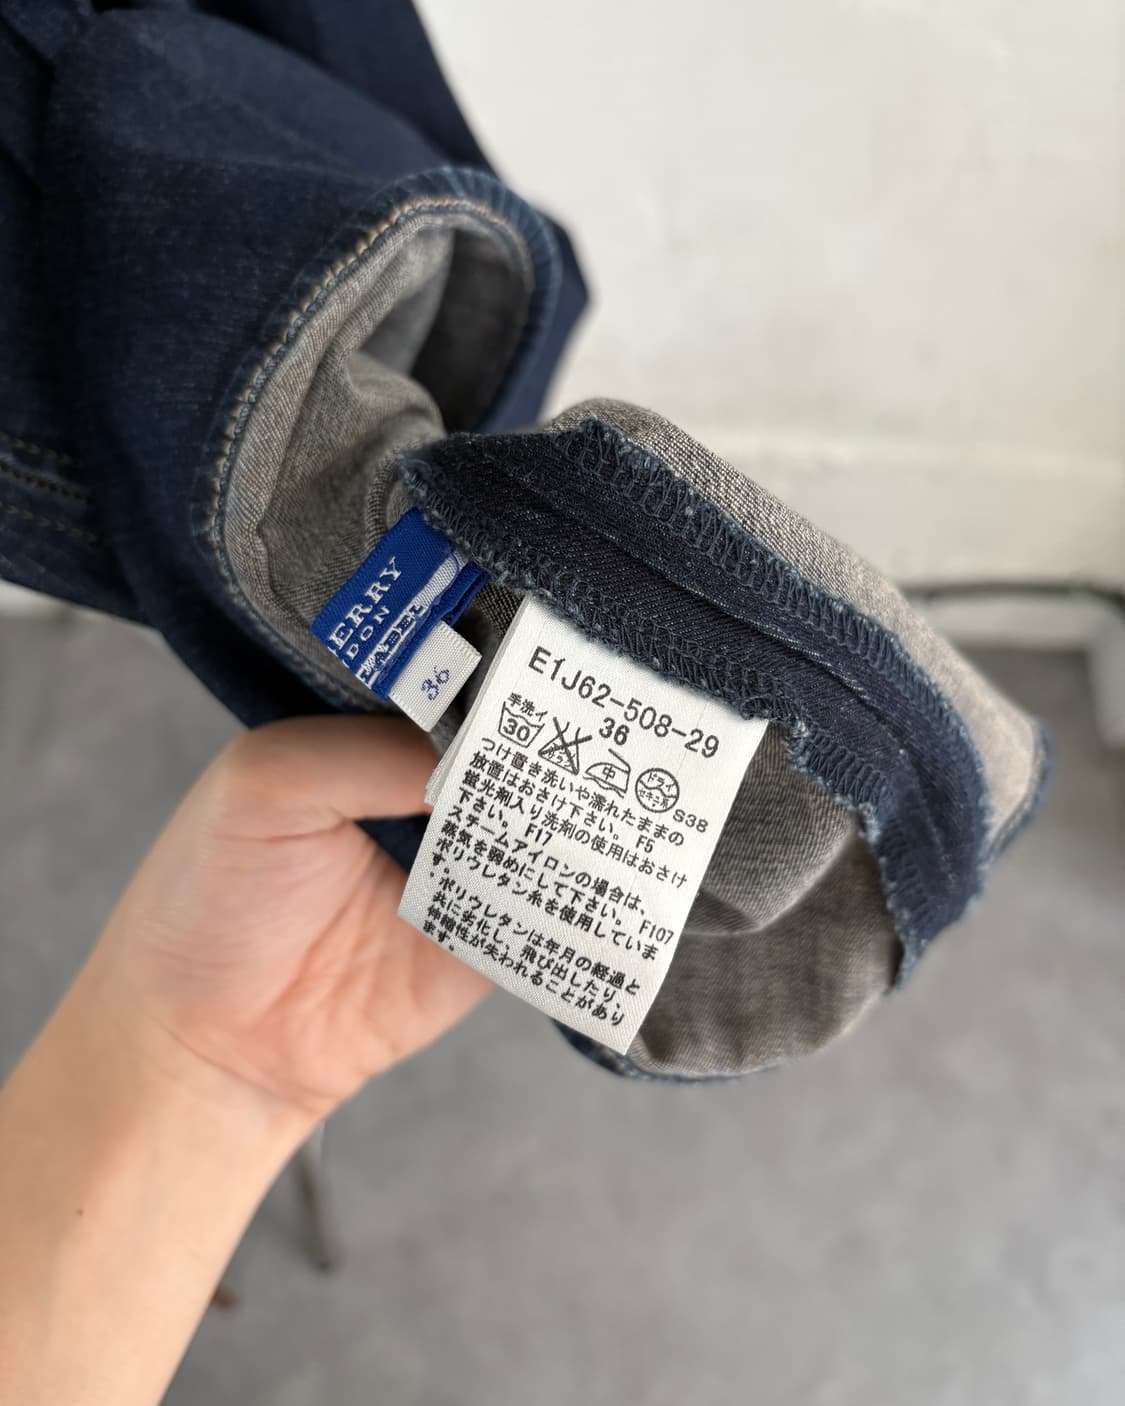 ERRY
DON
36
E1J62-508-29
36
手洗イ
30
中
ドライ
セキユ系
S38
つけ置き洗いや濡れたままの
放置はおさけ下さい。 F5
蛍光剤入り洗剤の使用はおさけ
下さい。 F17
スチームアイロンの場合は、
蒸気を弱めにして下さい。 F107
ポリウレタン糸を使用していま
す。
・ポリウレタンは年月の経過と
共に劣化し、飛び出したり、
伸縮性が失われることがあり
ます。